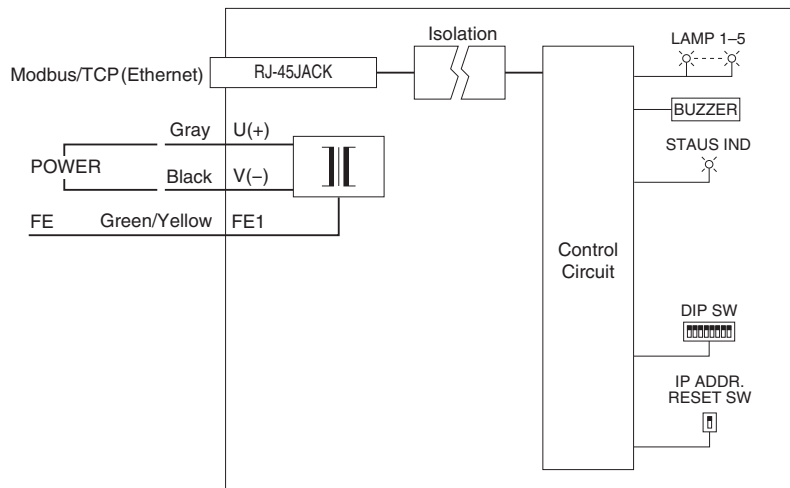 Isolation
LAMP 1–5
Modbus/TCP(Ethernet)
RJ-45JACK
BUZZER
Gray
U(+)
STAUS IND
POWER
Black
V(−)
FE
Green/Yellow
FE1
Control
Circuit
DIP SW
IP ADDR.
RESET SW